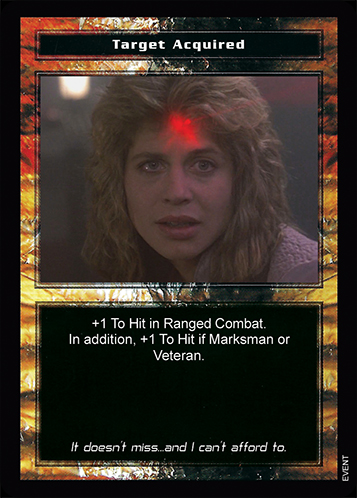 Target Acquired
+1 To Hit in Ranged Combat.
In addition, +1 To Hit if Marksman or
Veteran.
It doesn't miss...and I can't afford to.
EVENT